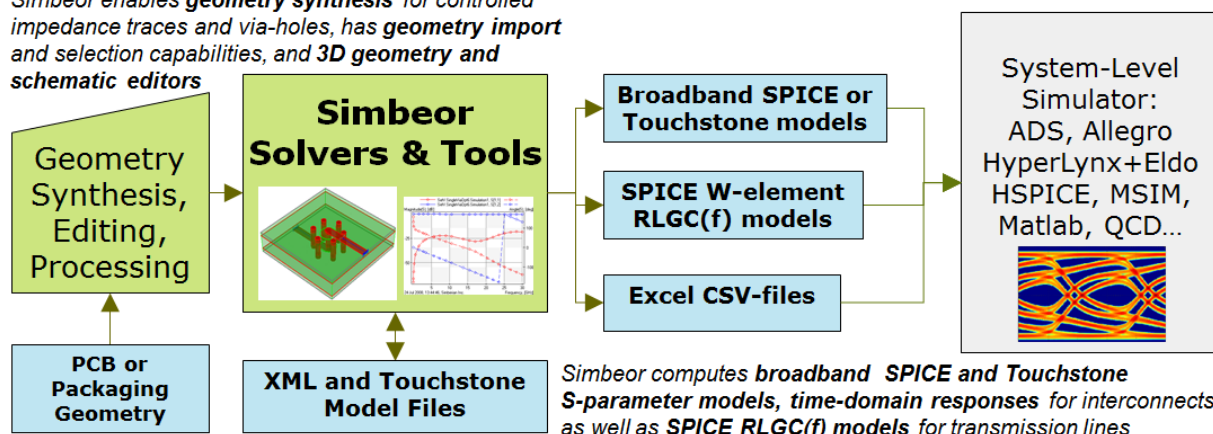 Simbeor enables geometry synthesis for controlled
impedance traces and via-holes, has geometry import
and selection capabilities, and 3D geometry and
schematic editors
Geometry
Synthesis,
Editing,
Processing
PCB or
Packaging
Geometry
Simbeor
Solvers & Tools
XML and Touchstone
Model Files
Broadband SPICE or
Touchstone models
SPICE W-element
RLGC(f) models
Excel CSV-files
System-Level
Simulator:
ADS, Allegro
HyperLynx+Eldo
HSPICE, MSIM,
Matlab, QCD...
Simbeor computes broadband SPICE and Touchstone
S-parameter models, time-domain responses for interconnects
as well as SPICE RLGC(f) models for transmission lines